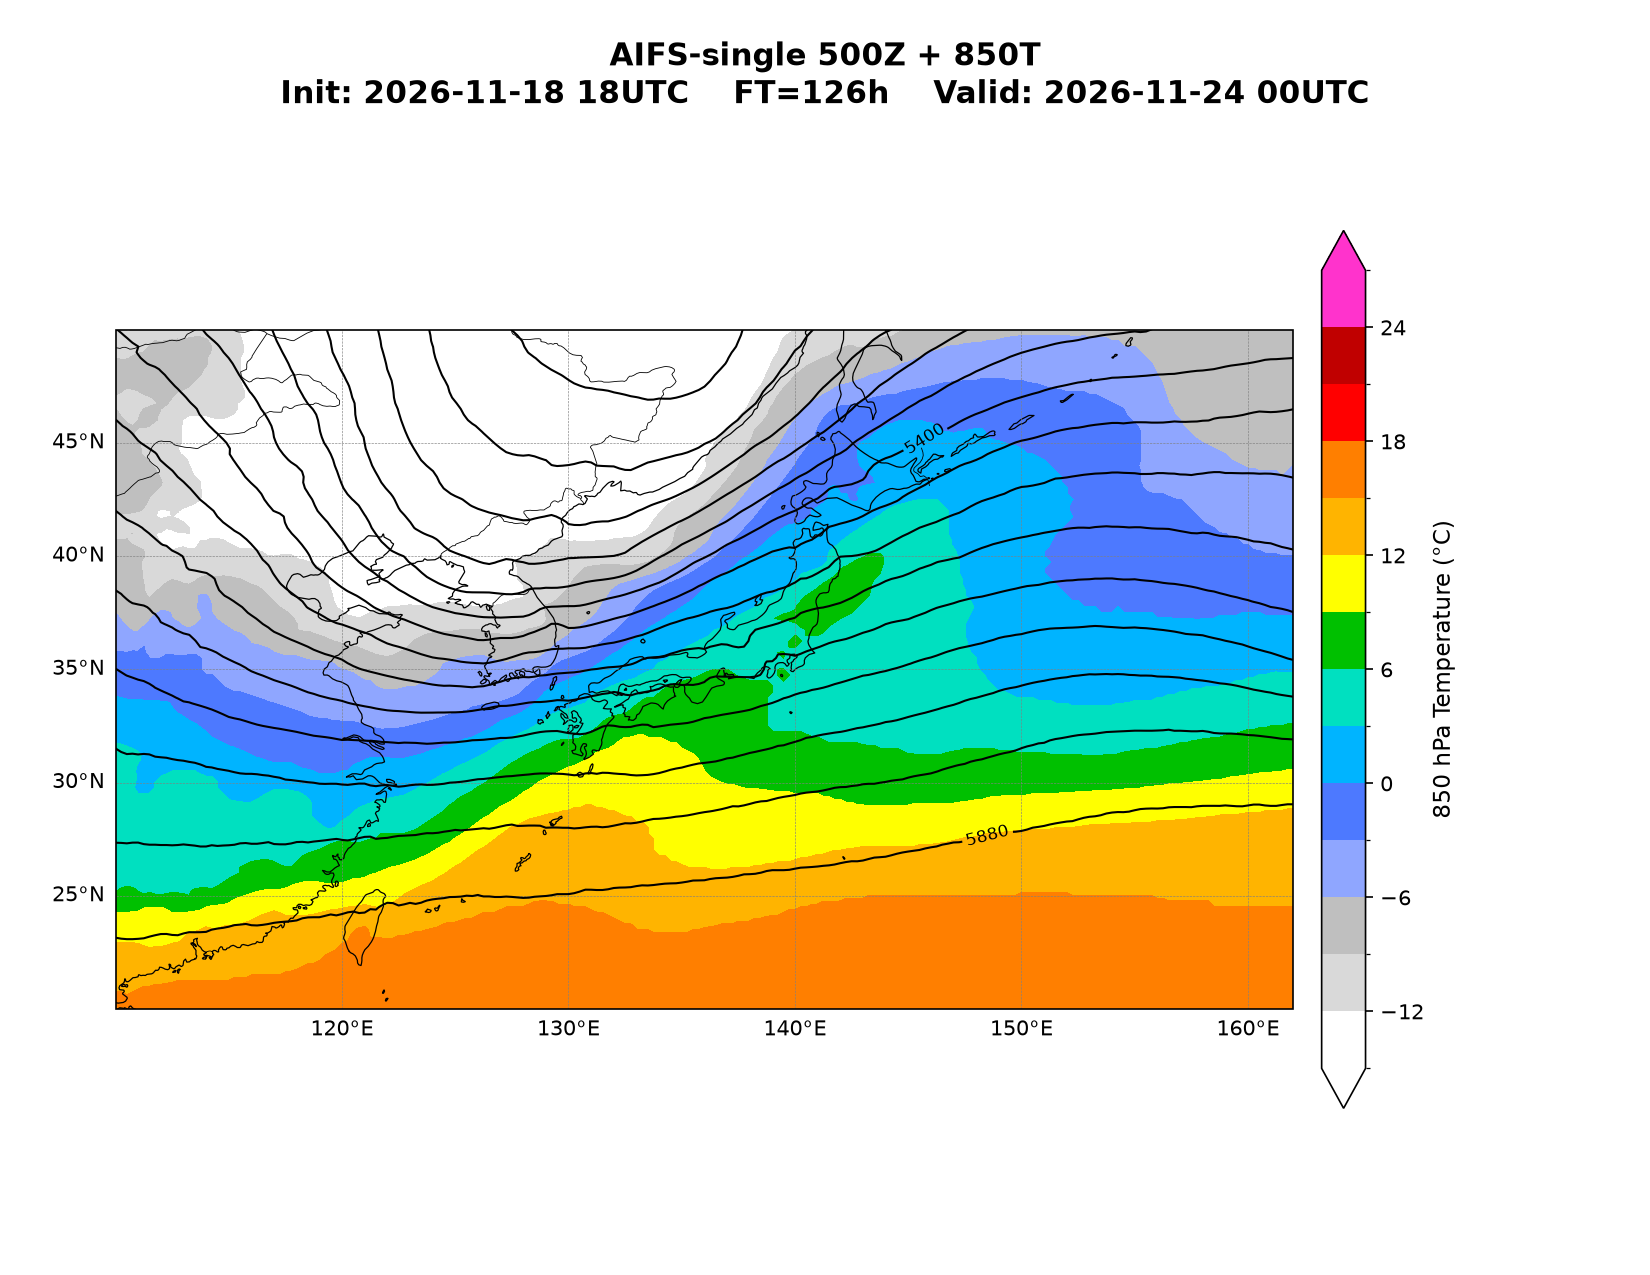 AIFS-single 500Z + 850T
Init: 2026-11-18 18UTC FT=126h Valid: 2026-11-24 00UTC
24
18
12
6
0
−6
−12
850 hPa Temperature (°C)
45°N
40°N
35°N
30°N
25°N
5400
5880
120°E
130°E
140°E
150°E
160°E